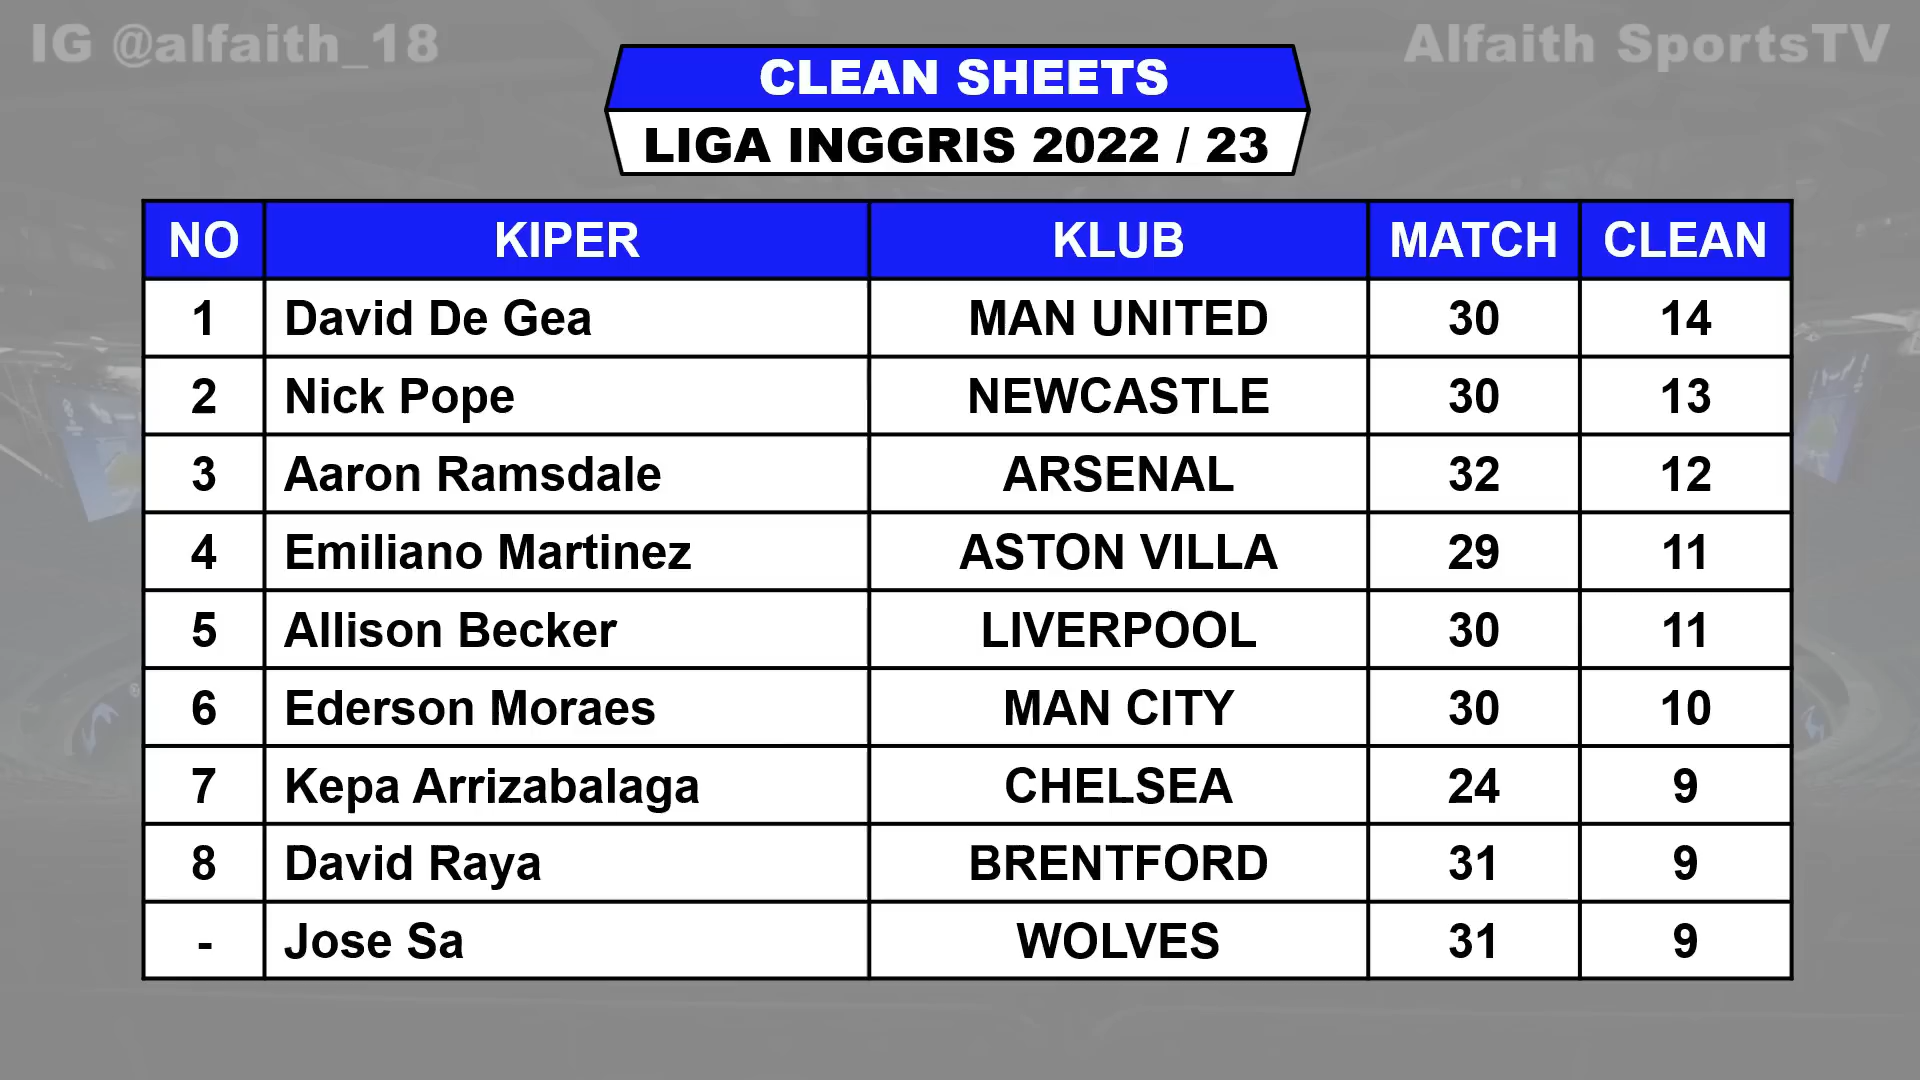 IG @alfaith_18
Alfaith SportsTV
CLEAN SHEETS
LIGA INGGRIS 2022 / 23
NO KIPER KLUB MATCH CLEAN
1 David De Gea MAN UNITED 30 14
2 Nick Pope NEWCASTLE 30 13
3 Aaron Ramsdale ARSENAL 32 12
4 Emiliano Martinez ASTON VILLA 29 11
5 Allison Becker LIVERPOOL 30 11
6 Ederson Moraes MAN CITY 30 10
7 Kepa Arrizabalaga CHELSEA 24 9
8 David Raya BRENTFORD 31 9
- Jose Sa WOLVES 31 9